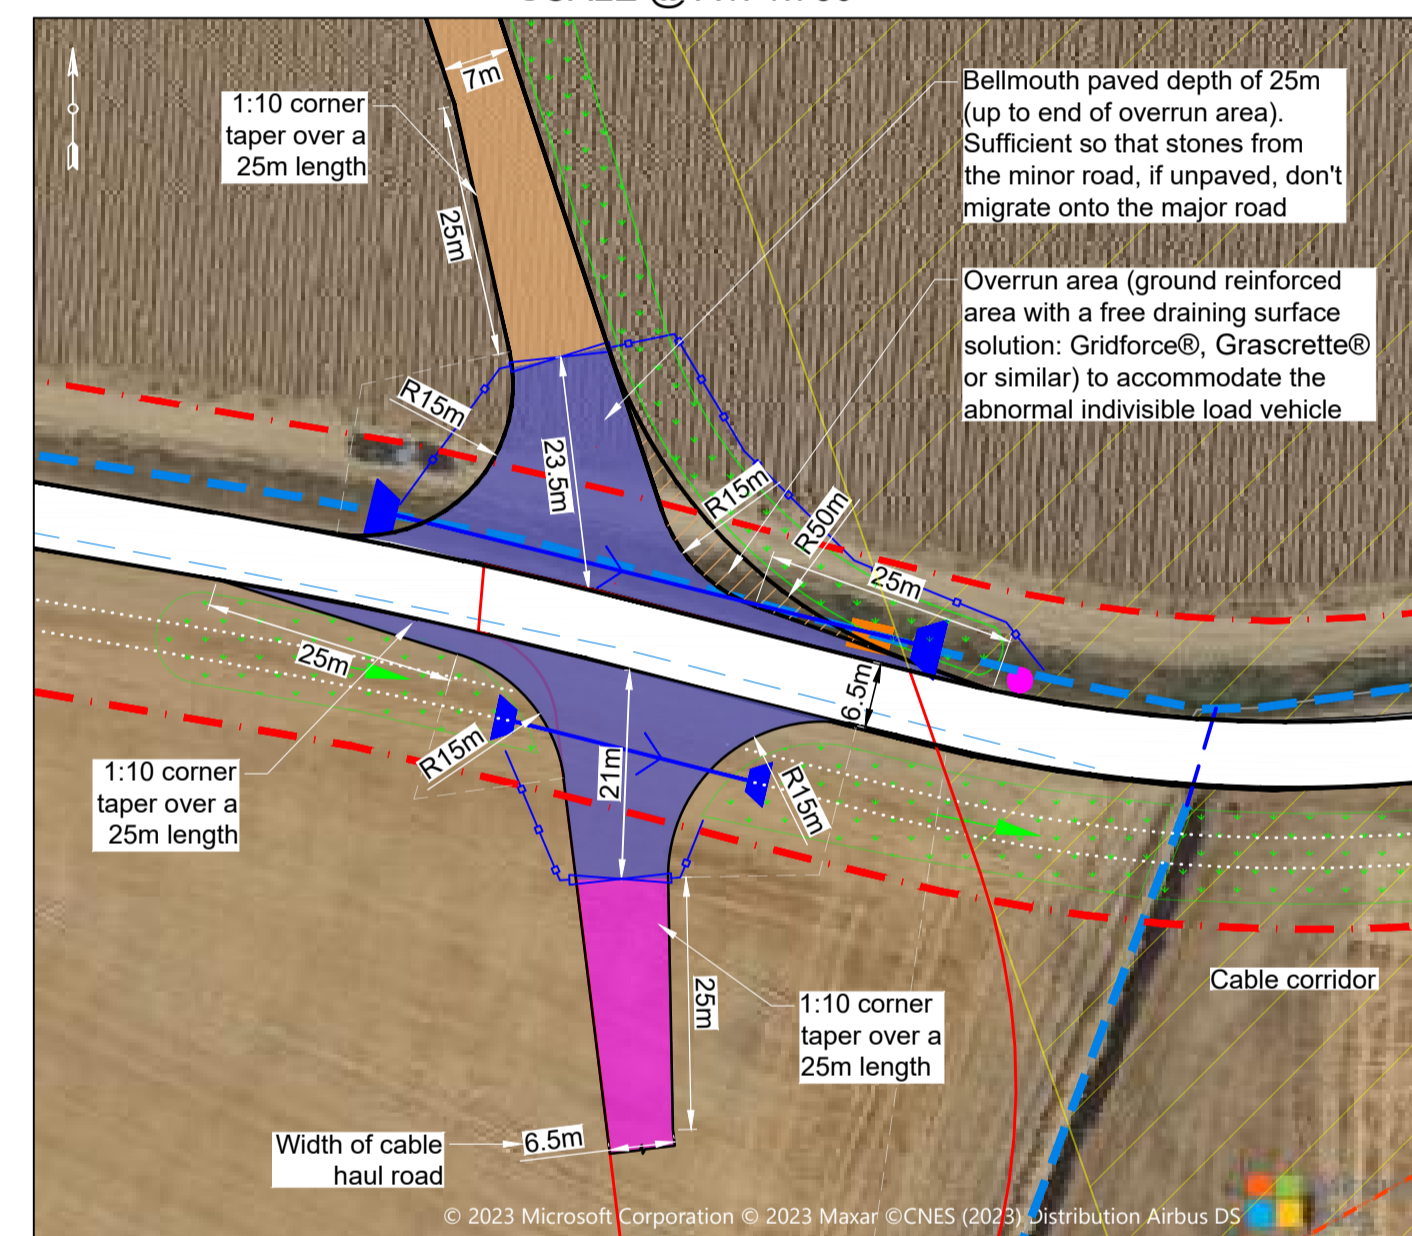 7m
1:10 corner
taper over a
25m length
25m
Bellmouth paved depth of 25m
(up to end of overrun area).
Sufficient so that stones from
the minor road, if unpaved, don't
migrate onto the major road
Overrun area (ground reinforced
area with a free draining surface
solution: Gridforce®, Grascrette®
or similar) to accommodate the
abnormal indivisible load vehicle
R15m
23.5m
R15m
R50m
25m
25m
6.5m
R15m
21m
R15m
1:10 corner
taper over a
25m length
Cable corridor
25m
1:10 corner
taper over a
25m length
Width of cable
haul road
6.5m
© 2023 Microsoft Corporation © 2023 Maxar ©CNES (2023) Distribution Airbus DS